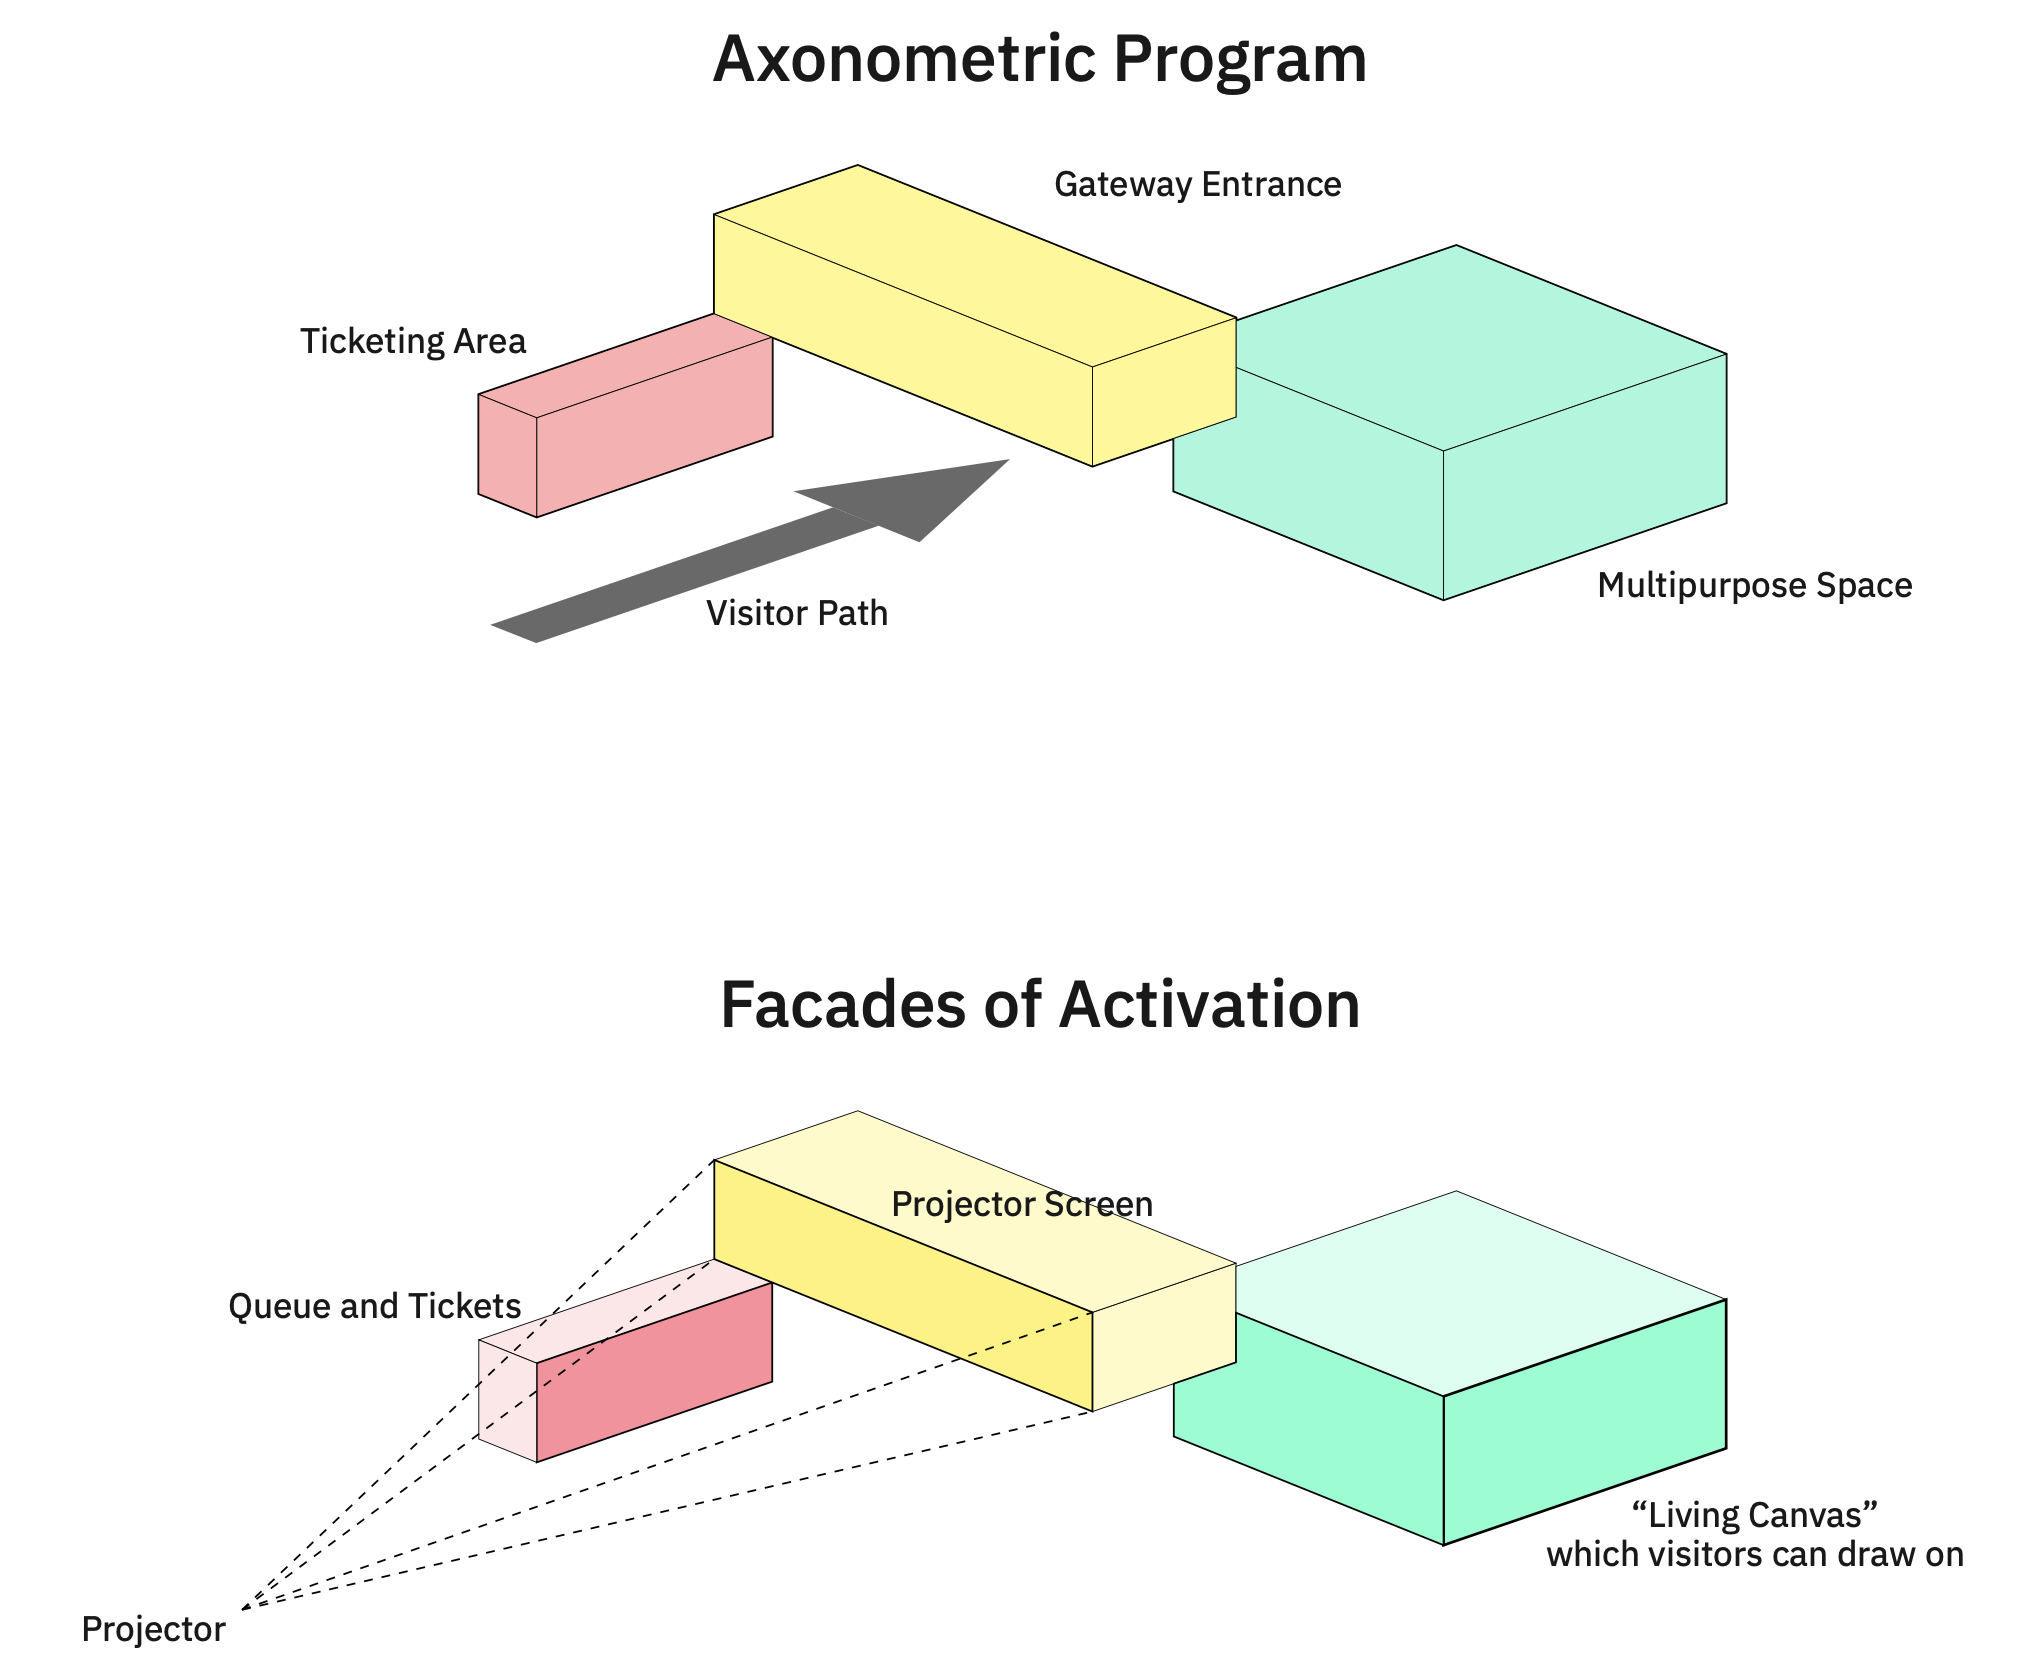 Axonometric Program
Gateway Entrance
Ticketing Area
Multipurpose Space
Visitor Path
Facades of Activation
Projector Screen
Queue and Tickets
“Living Canvas”
which visitors can draw on
Projector